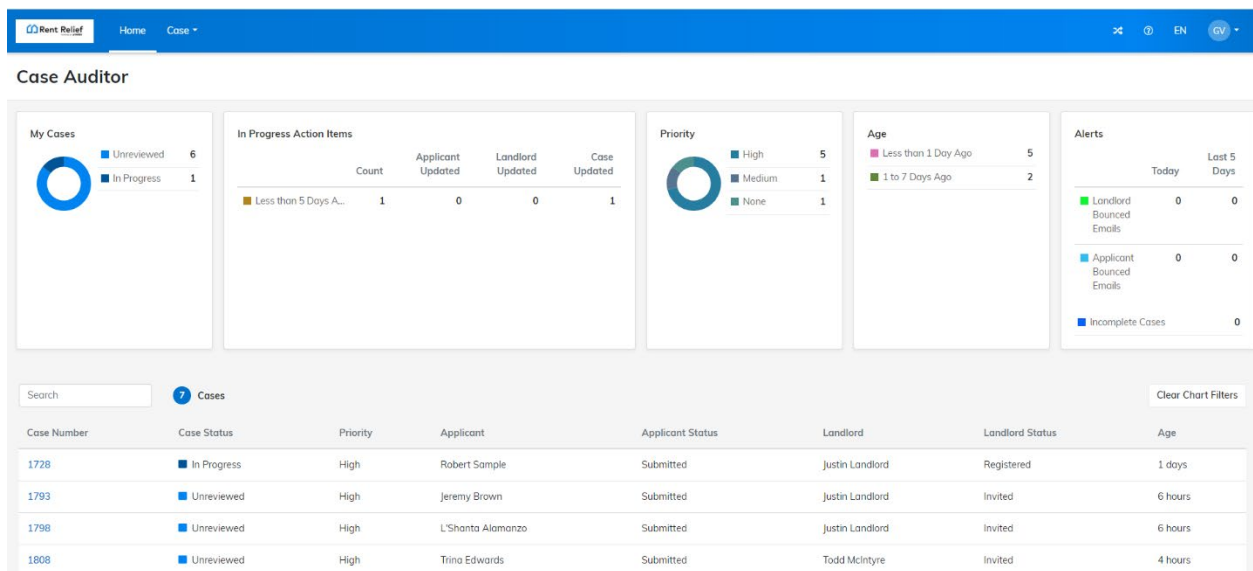 Rent Relief Home Case EN GV
Case Auditor
My Cases
Unreviewed 6
In Progress 1
In Progress Action Items
Count Applicant Updated Landlord Updated Case Updated
Less than 5 Days A... 1 0 0 1
Priority
High 5
Medium 1
None 1
Age
Less than 1 Day Ago 5
1 to 7 Days Ago 2
Alerts
Today Last 5 Days
Landlord Bounced Emails 0 0
Applicant Bounced Emails 0 0
Incomplete Cases 0
Search 7 Cases Clear Chart Filters
Case Number Case Status Priority Applicant Applicant Status Landlord Landlord Status Age
1728 In Progress High Robert Sample Submitted Justin Landlord Registered 1 days
1793 Unreviewed High Jeremy Brown Submitted Justin Landlord Invited 6 hours
1798 Unreviewed High L'Shanta Alamanzo Submitted Justin Landlord Invited 6 hours
1808 Unreviewed High Trina Edwards Submitted Todd McIntyre Invited 4 hours